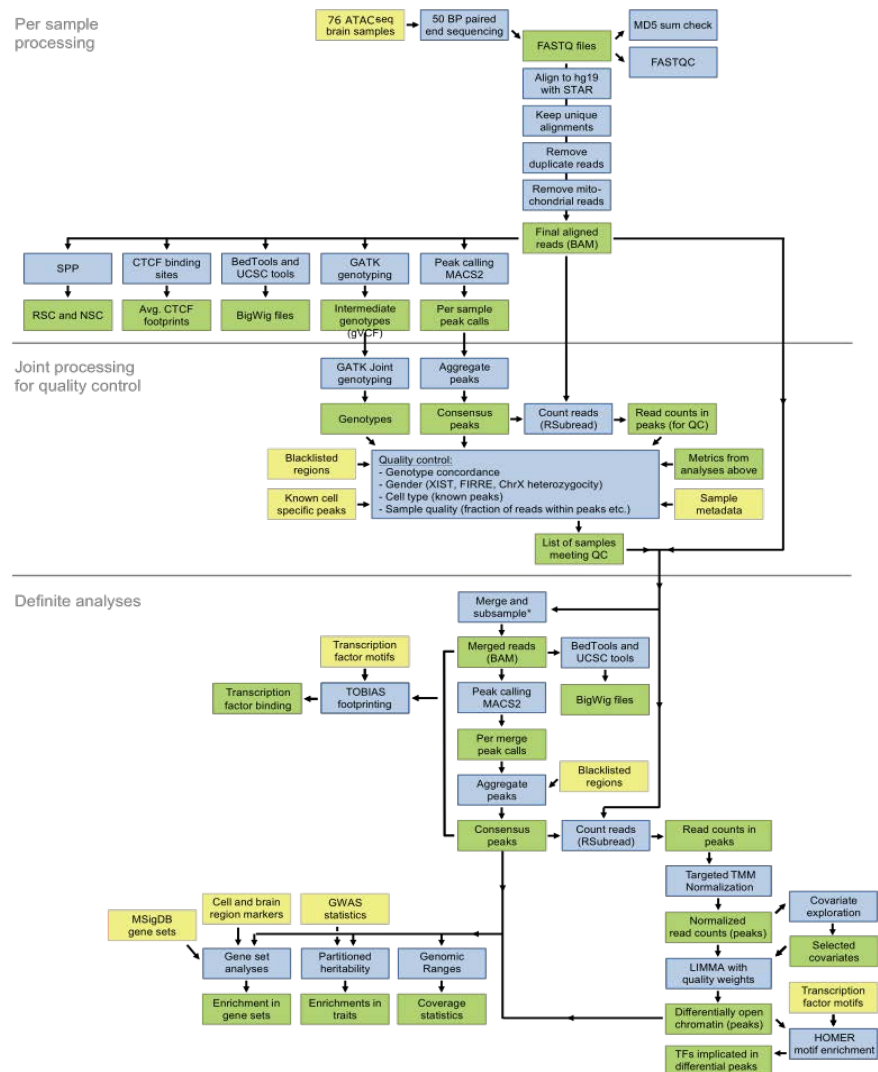 Per sample
processing
76 ATACseq
brain samples
50 BP paired
end sequencing
FASTQ files
MD5 sum check
FASTQC
Align to hg19
with STAR
Keep unique
alignments
Remove
duplicate reads
Remove mito-
chondrial reads
Final aligned
reads (BAM)
SPP
CTCF binding
sites
BedTools and
UCSC tools
GATK
genotyping
Peak calling
MACS2
RSC and NSC
Avg. CTCF
footprints
BigWig files
Intermediate
genotypes
(gVCF)
Per sample
peak calls
Joint processing
for quality control
GATK Joint
genotyping
Aggregate
peaks
Genotypes
Consensus
peaks
Count reads
(RSubread)
Read counts in
peaks (for QC)
Blacklisted
regions
Known cell
specific peaks
Quality control:
- Genotype concordance
- Gender (XIST, FIRRE, ChrX heterozygocity)
- Cell type (known peaks)
- Sample quality (fraction of reads within peaks etc.)
Metrics from
analyses above
Sample
metadata
List of samples
meeting QC
Definite analyses
Merge and
subsample*
Transcription
factor motifs
Merged reads
(BAM)
BedTools and
UCSC tools
Transcription
factor binding
TOBIAS
footprinting
Peak calling
MACS2
BigWig files
Per merge
peak calls
Aggregate
peaks
Blacklisted
regions
Consensus
peaks
Count reads
(RSubread)
Read counts in
peaks
Targeted TMM
Normalization
MSigDB
gene sets
Cell and brain
region markers
GWAS
statistics
Normalized
read counts (peaks)
Covariate
exploration
Selected
covariates
Gene set
analyses
Partitioned
heritability
Genomic
Ranges
LIMMA with
quality weights
Enrichment in
gene sets
Enrichments in
traits
Coverage
statistics
Differentially open
chromatin (peaks)
Transcription
factor motifs
HOMER
motif enrichment
TFs implicated in
differential peaks